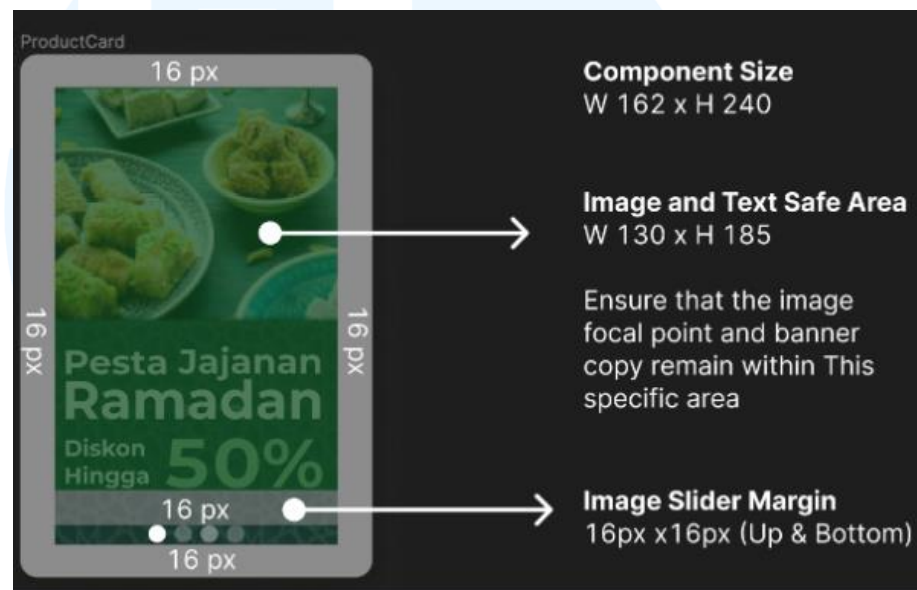 ProductCard
16 px
16 px
16 px
Pesta Jajanan
Ramadan
Diskon
Hingga
50%
16 px
16 px
Component Size
W 162 x H 240
Image and Text Safe Area
W 130 x H 185
Ensure that the image
focal point and banner
copy remain within This
specific area
Image Slider Margin
16px x16px (Up & Bottom)